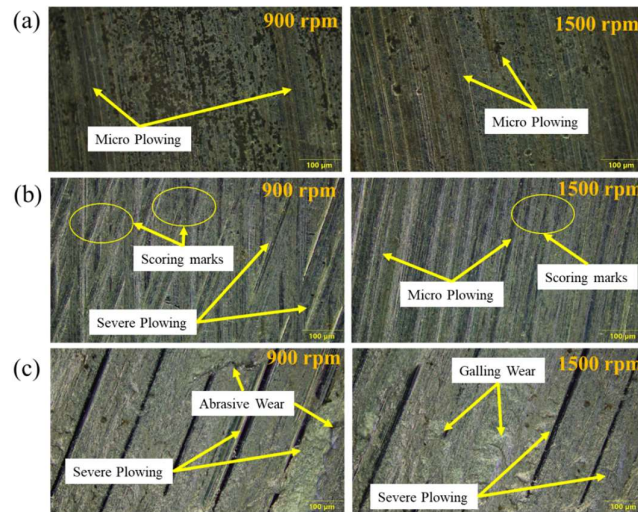 (a)
900 rpm
Micro Plowing
100 µm
1500 rpm
Micro Plowing
100 µm
(b)
900 rpm
Scoring marks
Severe Plowing
100 µm
1500 rpm
Micro Plowing
Scoring marks
100 µm
(c)
900 rpm
Abrasive Wear
Severe Plowing
100 µm
1500 rpm
Galling Wear
Severe Plowing
100 µm